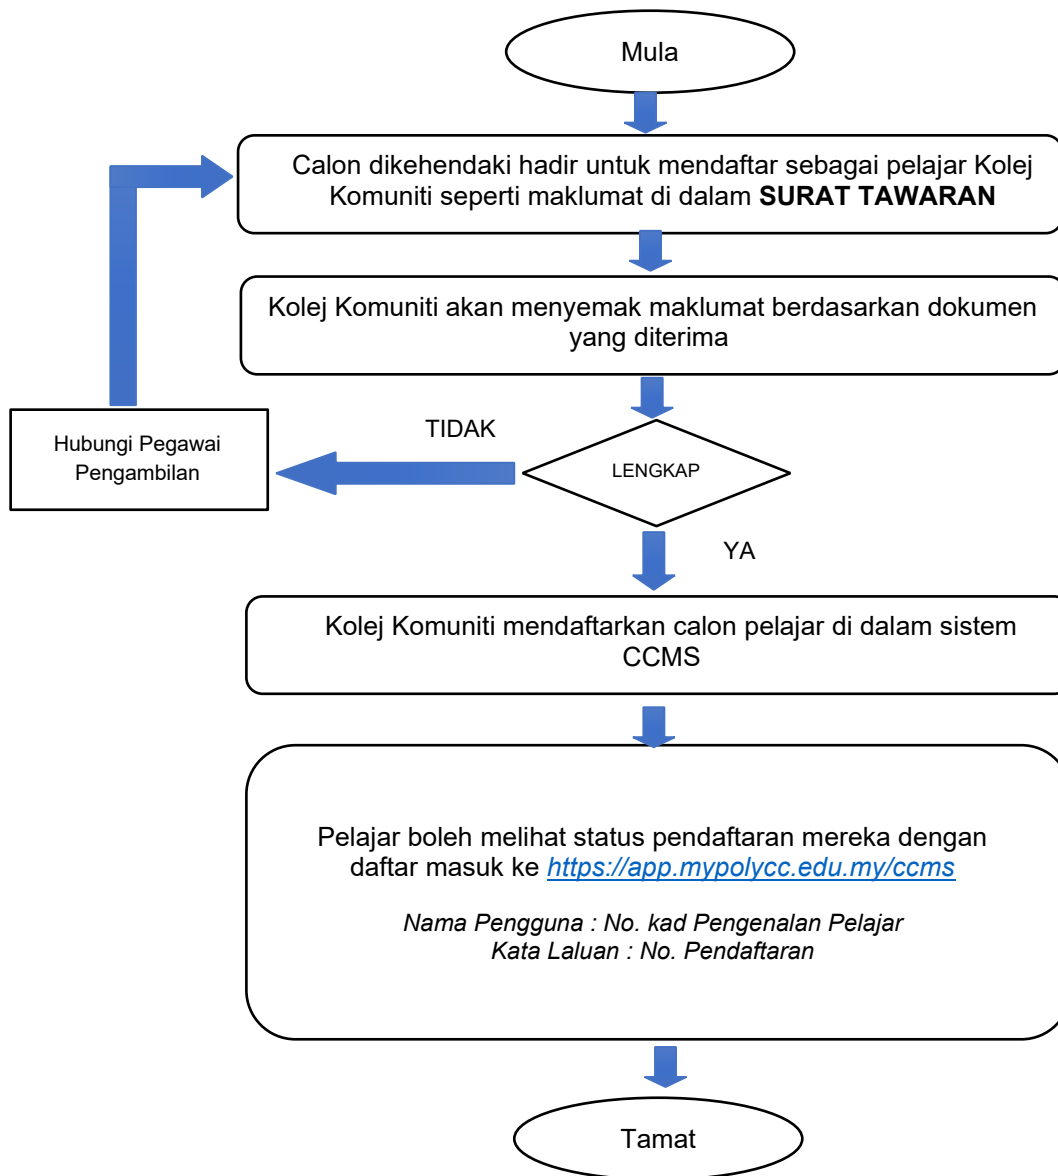 Mula
Calon dikehendaki hadir untuk mendaftar sebagai pelajar Kolej
Komuniti seperti maklumat di dalam SURAT TAWARAN
Kolej Komuniti akan menyemak maklumat berdasarkan dokumen
yang diterima
TIDAK
Hubungi Pegawai
Pengambilan
LENGKAP
YA
Kolej Komuniti mendaftarkan calon pelajar di dalam sistem
CCMS
Pelajar boleh melihat status pendaftaran mereka dengan
daftar masuk ke https://app.mypolycc.edu.my/ccms
Nama Pengguna : No. kad Pengenalan Pelajar
Kata Laluan : No. Pendaftaran
Tamat